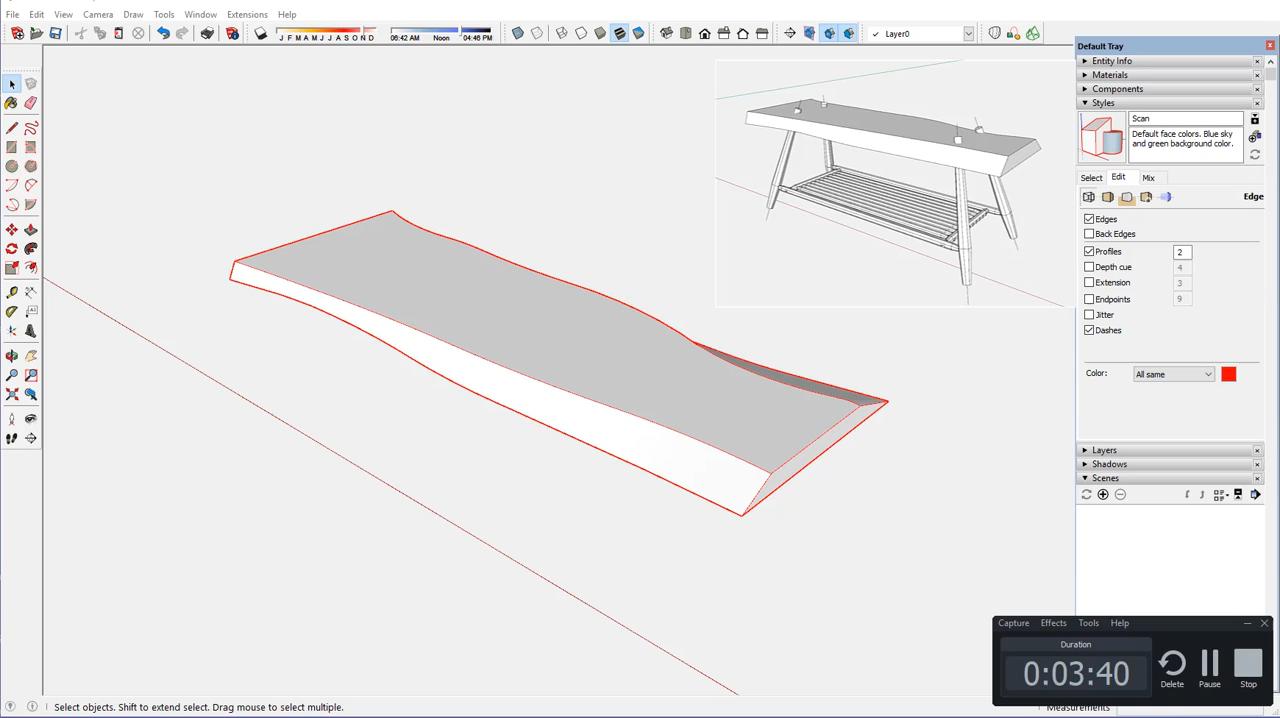 File Edit View Camera Draw Tools Window Extensions Help
J F M A M J J A S O N D
06:42 AM Noon 04:46 PM
✓ Layer0
Default Tray
Entity Info
Materials
Components
Styles
Scan
Default face colors. Blue sky
and green background color.
Select Edit Mix
Edge
Edges
Back Edges
Profiles 2
Depth cue 4
Extension 3
Endpoints 9
Jitter
Dashes
Color: All same
Layers
Shadows
Scenes
Capture Effects Tools Help
Duration
0:03:40
Delete Pause Stop
Select objects. Shift to extend select. Drag mouse to select multiple.
Measurements